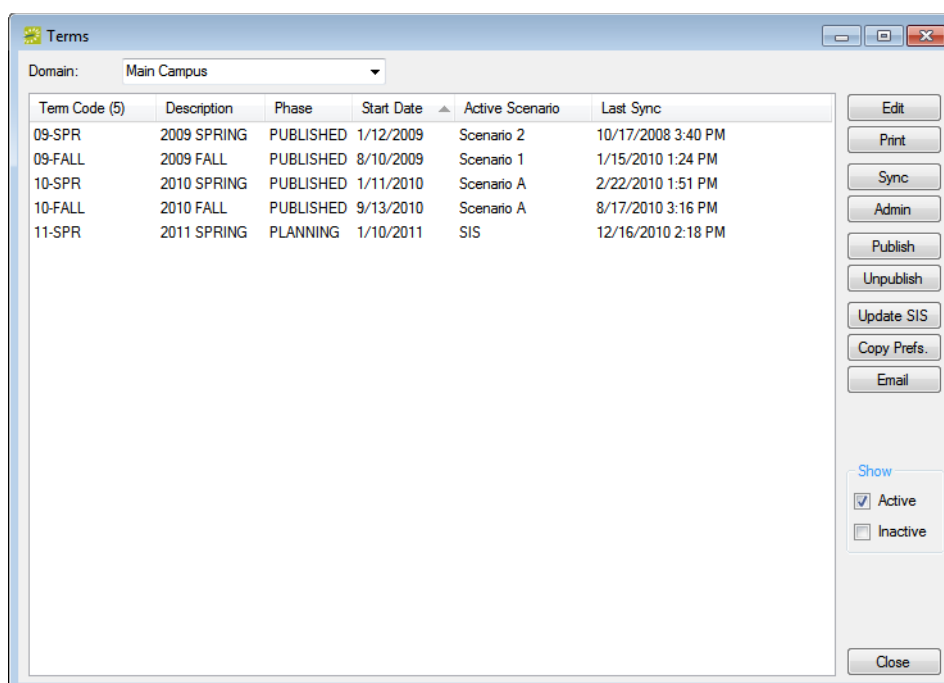 Terms
Domain: Main Campus
Term Code (5) Description Phase Start Date Active Scenario Last Sync
09-SPR 2009 SPRING PUBLISHED 1/12/2009 Scenario 2 10/17/2008 3:40 PM
09-FALL 2009 FALL PUBLISHED 8/10/2009 Scenario 1 1/15/2010 1:24 PM
10-SPR 2010 SPRING PUBLISHED 1/11/2010 Scenario A 2/22/2010 1:51 PM
10-FALL 2010 FALL PUBLISHED 9/13/2010 Scenario A 8/17/2010 3:16 PM
11-SPR 2011 SPRING PLANNING 1/10/2011 SIS 12/16/2010 2:18 PM
Edit
Print
Sync
Admin
Publish
Unpublish
Update SIS
Copy Prefs.
Email
Show
Active
Inactive
Close